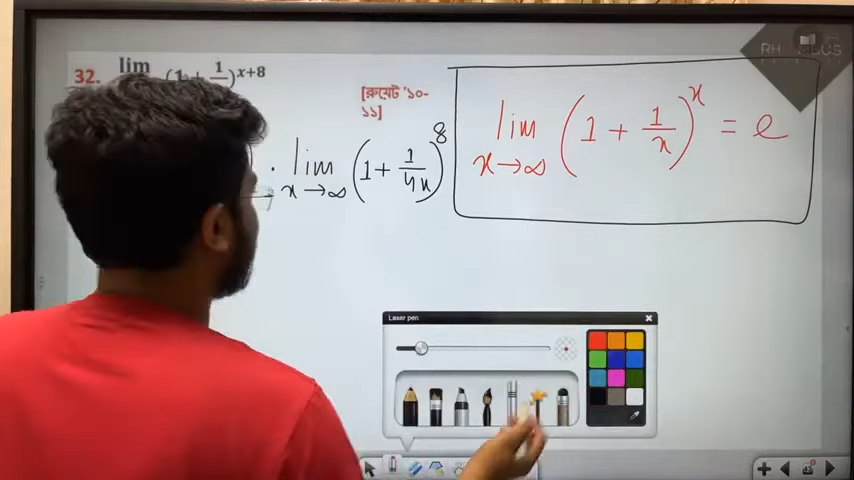 32. lim (1 + 1/ )^x+8
[রুয়েট '১০-
১১]
. lim x→∞ (1 + 1/4x)^8
lim x→∞ (1 + 1/x)^x = e
Laser pen